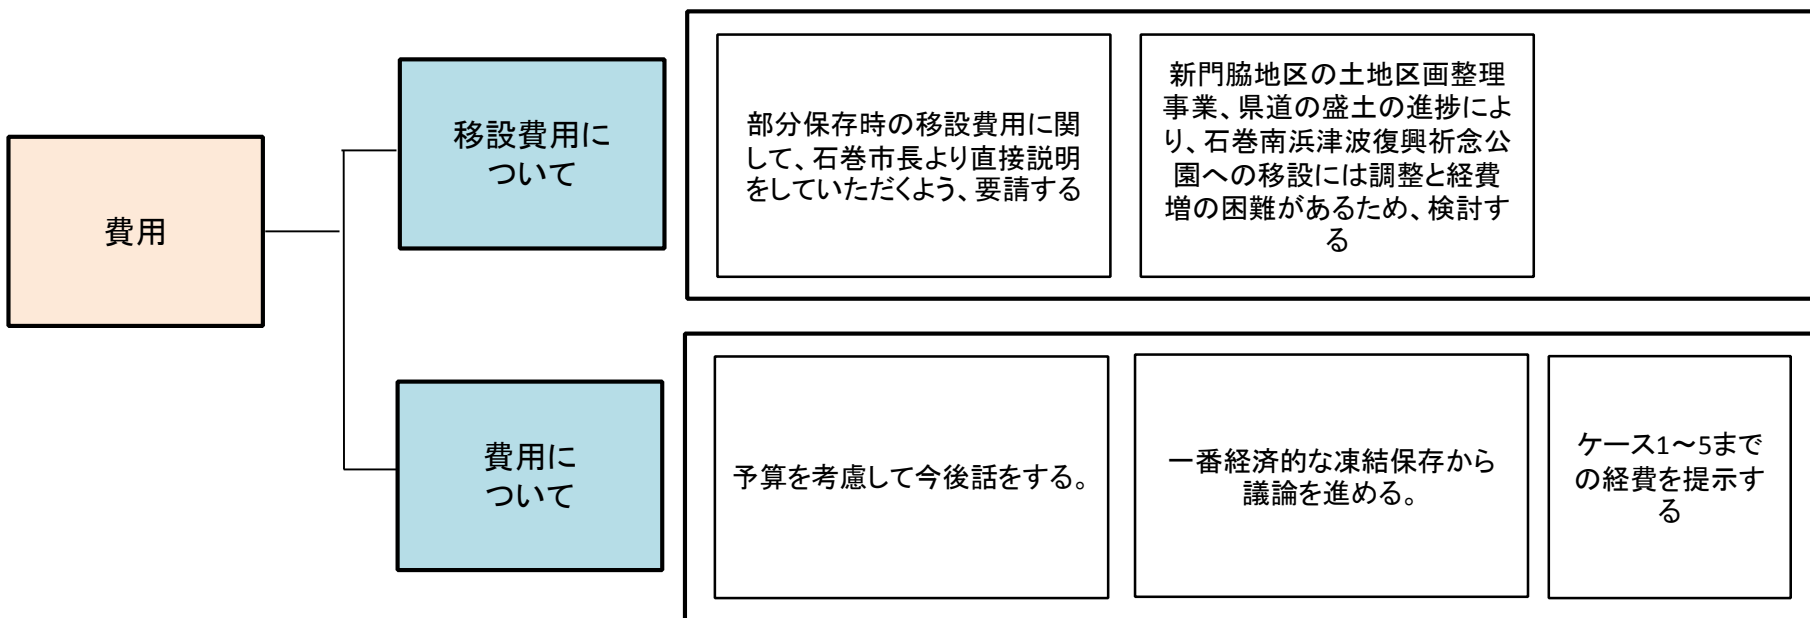 費用
移設費用に
ついて
部分保存時の移設費用に関
して、石巻市長より直接説明
をしていただくよう、要請する
新門脇地区の土地区画整理
事業、県道の盛土の進捗によ
り、石巻南浜津波復興祈念公
園への移設には調整と経費
増の困難があるため、検討す
る
費用に
ついて
予算を考慮して今後話をする。
一番経済的な凍結保存から
議論を進める。
ケース1～5まで
の経費を提示す
る